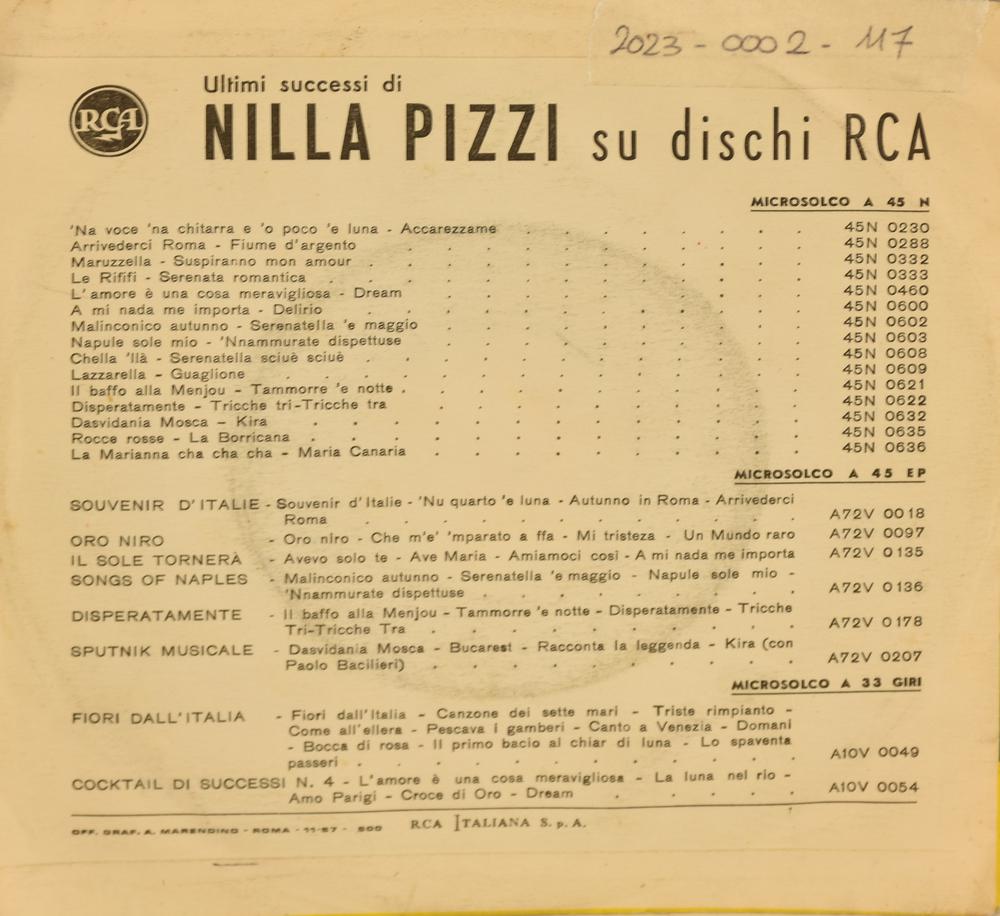 2023-0002-117
RCA
Ultimi successi di
NILLA PIZZI su dischi RCA
MICROSOLCO A 45 N
'Na voce 'na chitarra e 'o poco 'e luna - Accarezzame . . . . . . . . 45N 0230
Arrivederci Roma - Fiume d'argento . . . . . . . . . . . 45N 0288
Maruzzella - Suspiranno mon amour . . . . . . . . . . . . 45N 0332
Le Rififi - Serenata romantica . . . . . . . . . . . . . 45N 0333
L'amore è una cosa meravigliosa - Dream . . . . . . . . . . 45N 0460
A mi nada me importa - Delirio . . . . . . . . . . . . 45N 0600
Malinconico autunno - Serenatella 'e maggio . . . . . . . . . . 45N 0602
Napule sole mio - 'Nnammurate dispettuse . . . . . . . . . . 45N 0603
Chella 'llà - Serenatella sciuè sciuè . . . . . . . . . . . . 45N 0608
Lazzarella - Guaglione . . . . . . . . . . . . . . 45N 0609
Il baffo alla Menjou - Tammorre 'e notte . . . . . . . . . . . 45N 0621
Disperatamente - Tricche tri-Tricche tra . . . . . . . . . . 45N 0622
Dasvidania Mosca - Kira . . . . . . . . . . . . . 45N 0632
Rocce rosse - La Borricana . . . . . . . . . . . . . 45N 0635
La Marianna cha cha cha - Maria Canaria . . . . . . . . . . 45N 0636
MICROSOLCO A 45 EP
SOUVENIR D'ITALIE - Souvenir d'Italie - 'Nu quarto 'e luna - Autunno in Roma - Arrivederci
Roma . . . . . . . . . . . . A72V 0018
ORO NIRO - Oro niro - Che m'e' 'mparato a ffa - Mi tristeza - Un Mundo raro A72V 0097
IL SOLE TORNERÀ - Avevo solo te - Ave Maria - Amiamoci così - A mi nada me importa A72V 0135
SONGS OF NAPLES - Malinconico autunno - Serenatella 'e maggio - Napule sole mio -
'Nnammurate dispettuse . . . . . . . . . A72V 0136
DISPERATAMENTE - Il baffo alla Menjou - Tammorre 'e notte - Disperatamente - Tricche
Tri-Tricche Tra . . . . . . . . . . A72V 0178
SPUTNIK MUSICALE - Dasvidania Mosca - Bucarest - Racconta la leggenda - Kira (con
Paolo Bacilieri) . . . . . . . . . . A72V 0207
MICROSOLCO A 33 GIRI
FIORI DALL'ITALIA - Fiori dall'Italia - Canzone dei sette mari - Triste rimpianto -
Come all'ellera - Pescava i gamberi - Canto a Venezia - Domani
- Bocca di rosa - Il primo bacio al chiar di luna - Lo spaventa
passeri . . . . . . . . . . . . A10V 0049
COCKTAIL DI SUCCESSI N. 4 - L'amore è una cosa meravigliosa - La luna nel rio -
Amo Parigi - Croce di Oro - Dream . . . . . A10V 0054
OFF. GRAF. A. MARENDINO - ROMA - 11-57 - 500 RCA ITALIANA S.p.A.